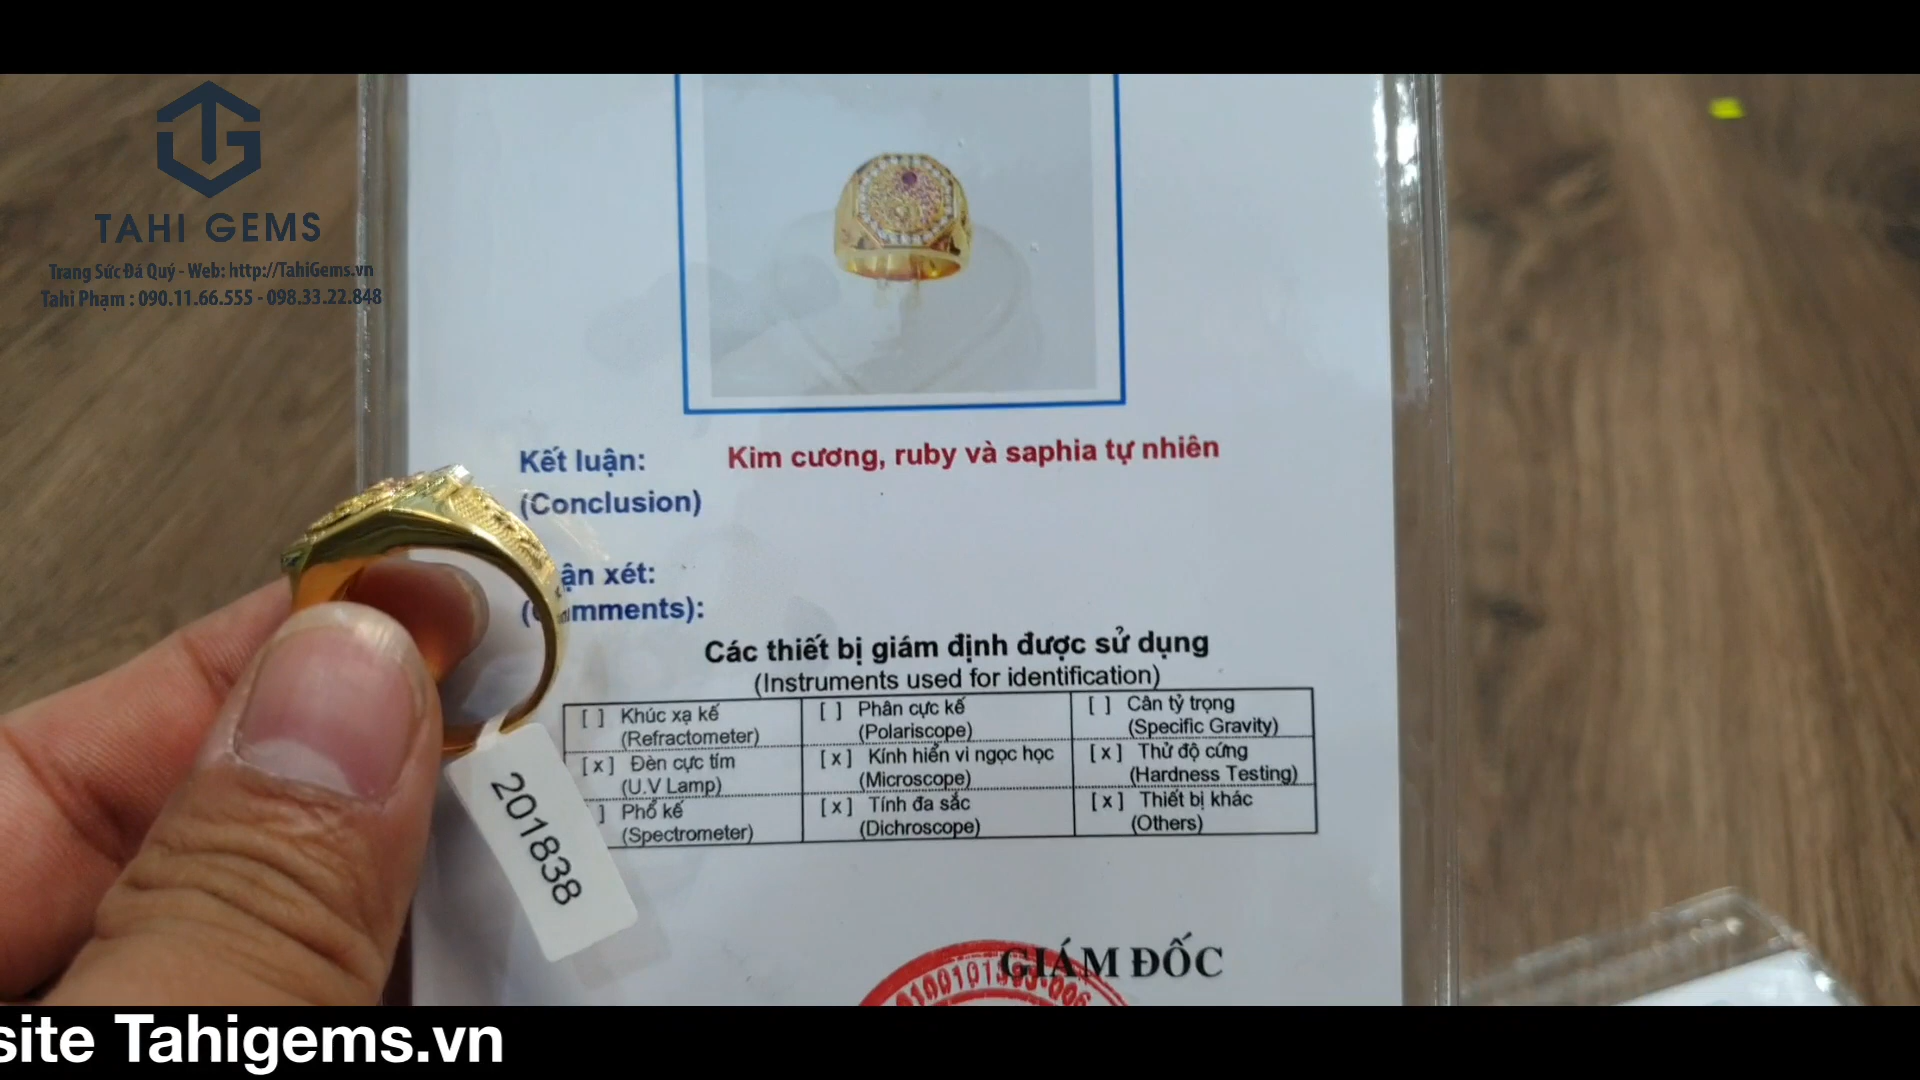 TAHI GEMS
Trang Sức Đá Quý - Web: http://TahiGems.vn
Tahi Phạm : 090.11.66.555 - 098.33.22.848
Kết luận: Kim cương, ruby và saphia tự nhiên
(Conclusion)
ận xét:
mments):
Các thiết bị giám định được sử dụng
(Instruments used for identification)
[ ] Khúc xạ kế
(Refractometer)
[ ] Phân cực kế
(Polariscope)
[ ] Cân tỷ trọng
(Specific Gravity)
[x] Đèn cực tím
(U.V Lamp)
[x] Kính hiển vi ngọc học
(Microscope)
[x] Thử độ cứng
(Hardness Testing)
] Phổ kế
(Spectrometer)
[x] Tính đa sắc
(Dichroscope)
[x] Thiết bị khác
(Others)
201838
GIÁM ĐỐC
site Tahigems.vn